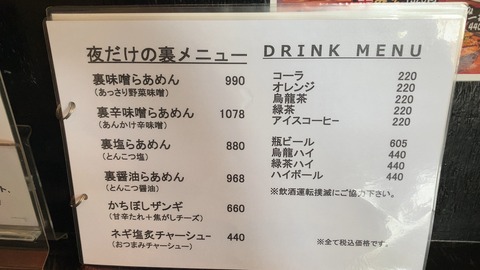 夜だけの裏メニュー
裏味噌らあめん 990
(あっさり野菜味噌)
裏辛味噌らあめん 1078
(あんかけ辛味噌)
裏塩らあめん 880
(とんこつ塩)
裏醤油らあめん 968
(とんこつ醤油)
かちぼしザンギ 660
(甘辛たれ+焦がしチーズ)
ネギ塩炙チャーシュー 440
(おつまみチャーシュー)
DRINK MENU
コーラ 220
オレンジ 220
烏龍茶 220
緑茶 220
アイスコーヒー 220
瓶ビール 605
烏龍ハイ 440
緑茶ハイ 440
ハイボール 440
※飲酒運転撲滅にご協力下さい。
※全て税込価格です。